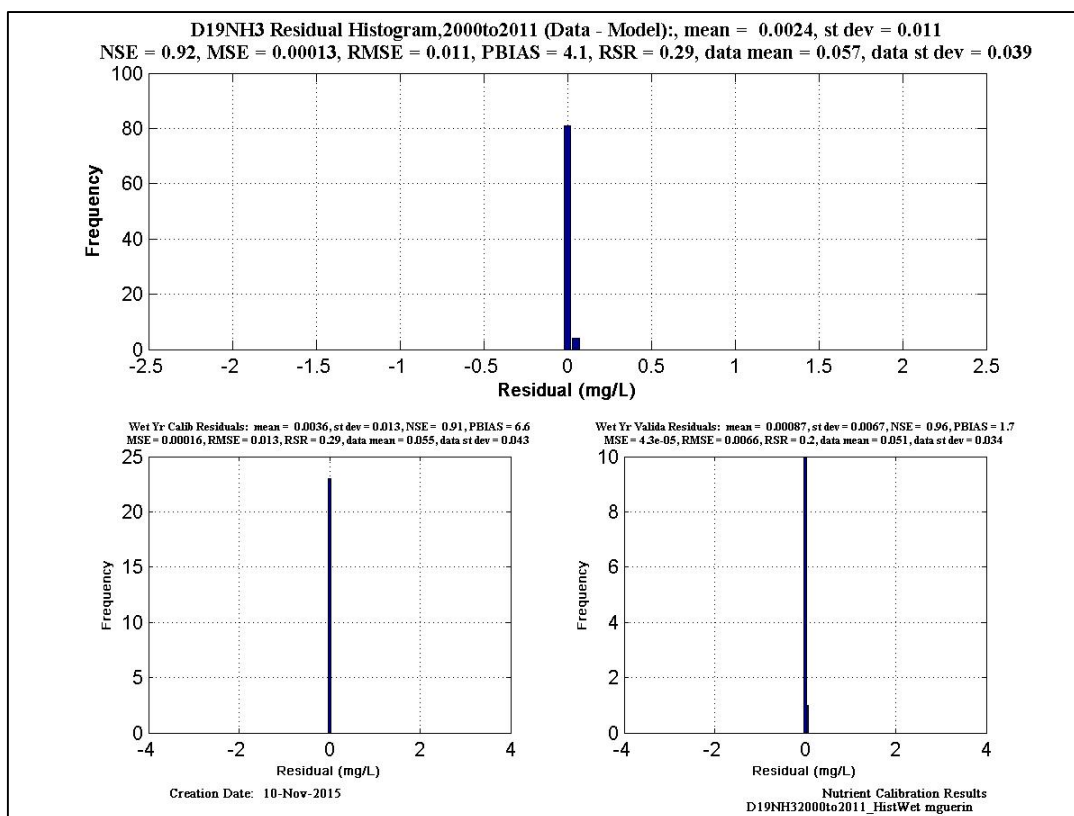 D19NH3 Residual Histogram,2000to2011 (Data - Model):, mean =  0.0024, st dev = 0.011
NSE = 0.92, MSE = 0.00013, RMSE = 0.011, PBIAS = 4.1, RSR = 0.29, data mean = 0.057, data st dev = 0.039
100
80
60
40
20
0
Frequency
-2.5 -2 -1.5 -1 -0.5 0 0.5 1 1.5 2 2.5
Residual (mg/L)
Wet Yr Calib Residuals:  mean =  0.0036, st dev = 0.013, NSE =  0.91, PBIAS = 6.6
MSE = 0.00016, RMSE = 0.013, RSR = 0.29, data mean = 0.055, data st dev = 0.043
25
20
15
10
5
0
Frequency
-4 -2 0 2 4
Residual (mg/L)
Wet Yr Valida Residuals:  mean =  0.00087, st dev = 0.0067, NSE =  0.96, PBIAS = 1.7
MSE = 4.3e-05, RMSE = 0.0066, RSR = 0.2, data mean = 0.051, data st dev = 0.034
10
8
6
4
2
0
Frequency
-4 -2 0 2 4
Residual (mg/L)
Creation Date:  10-Nov-2015
Nutrient Calibration Results
D19NH32000to2011_HistWet mguerin